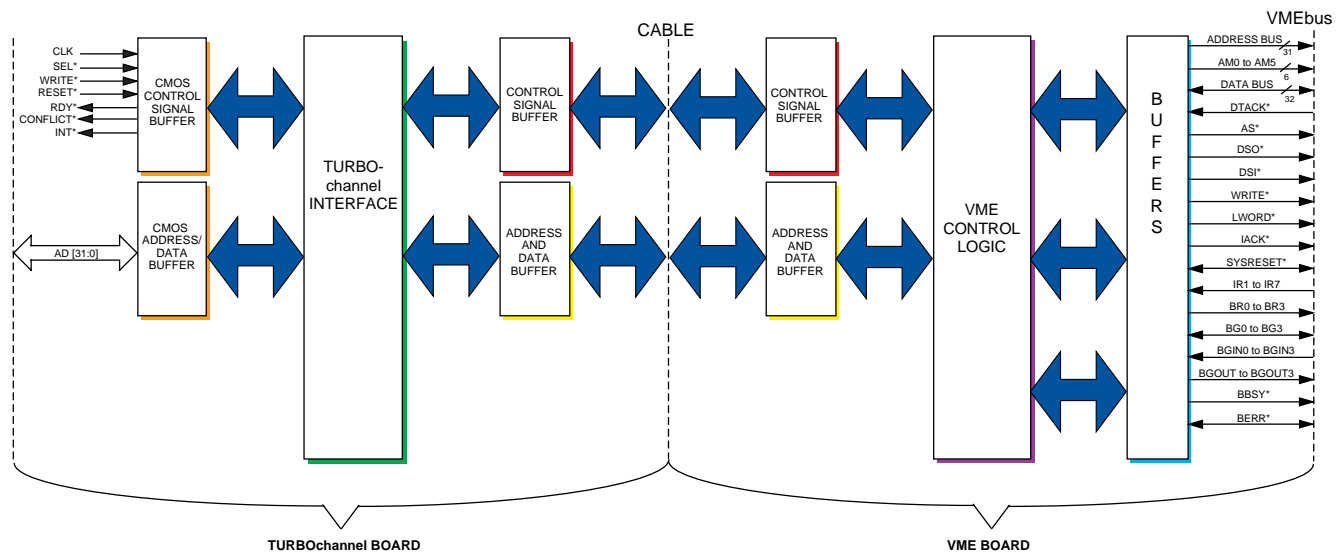 CABLE
VMEbus
CLK
SEL*
WRITE*
RESET*
RDY*
CONFLICT*
INT*
CMOS
CONTROL
SIGNAL
BUFFER
AD [31:0]
CMOS
ADDRESS/
DATA
BUFFER
TURBO-
channel
INTERFACE
CONTROL
SIGNAL
BUFFER
ADDRESS
AND DATA
BUFFER
CONTROL
SIGNAL
BUFFER
ADDRESS
AND DATA
BUFFER
VME
CONTROL
LOGIC
B
U
F
F
E
R
S
ADDRESS BUS
31
AM0 to AM5
6
DATA BUS
32
DTACK*
AS*
DSO*
DSI*
WRITE*
LWORD*
IACK*
SYSRESET*
IR1 to IR7
BR0 to BR3
BG0 to BG3
BGIN0 to BGIN3
BGOUT to BGOUT3
BBSY*
BERR*
TURBOchannel BOARD
VME BOARD